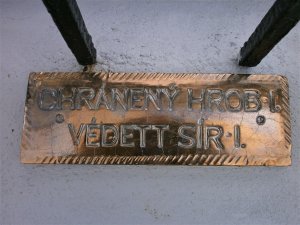 CHRÁNENÝ HROB I.
VÉDETT SÍR I.